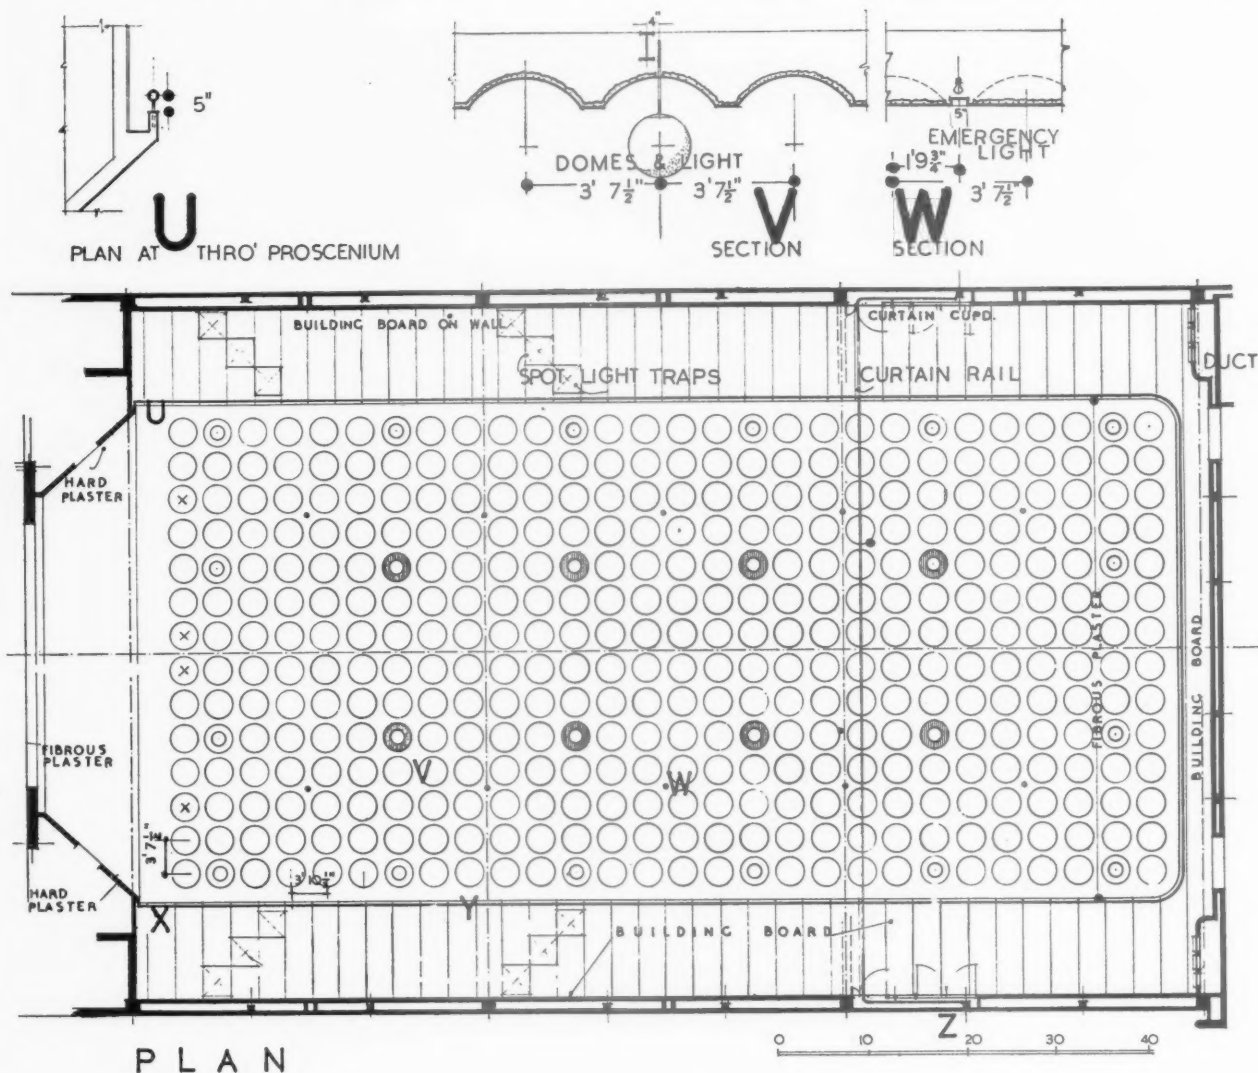 5"
PLAN AT U THRO' PROSCENIUM
4"
DOMES & LIGHT
3' 7½" 3' 7½"
V
SECTION
5"
EMERGENCY
LIGHT
1' 9¾"
3' 7½"
W
SECTION
BUILDING BOARD ON WALL
SPOT LIGHT TRAPS
CURTAIN CUPD.
CURTAIN RAIL
DUCT
U
HARD
PLASTER
FIBROUS
PLASTER
FIBROUS PLASTER
BUILDING BOARD
V
W
3' 7½"
3' 10½"
HARD
PLASTER
X
Y
BUILDING BOARD
Z
PLAN
0 10 20 30 40